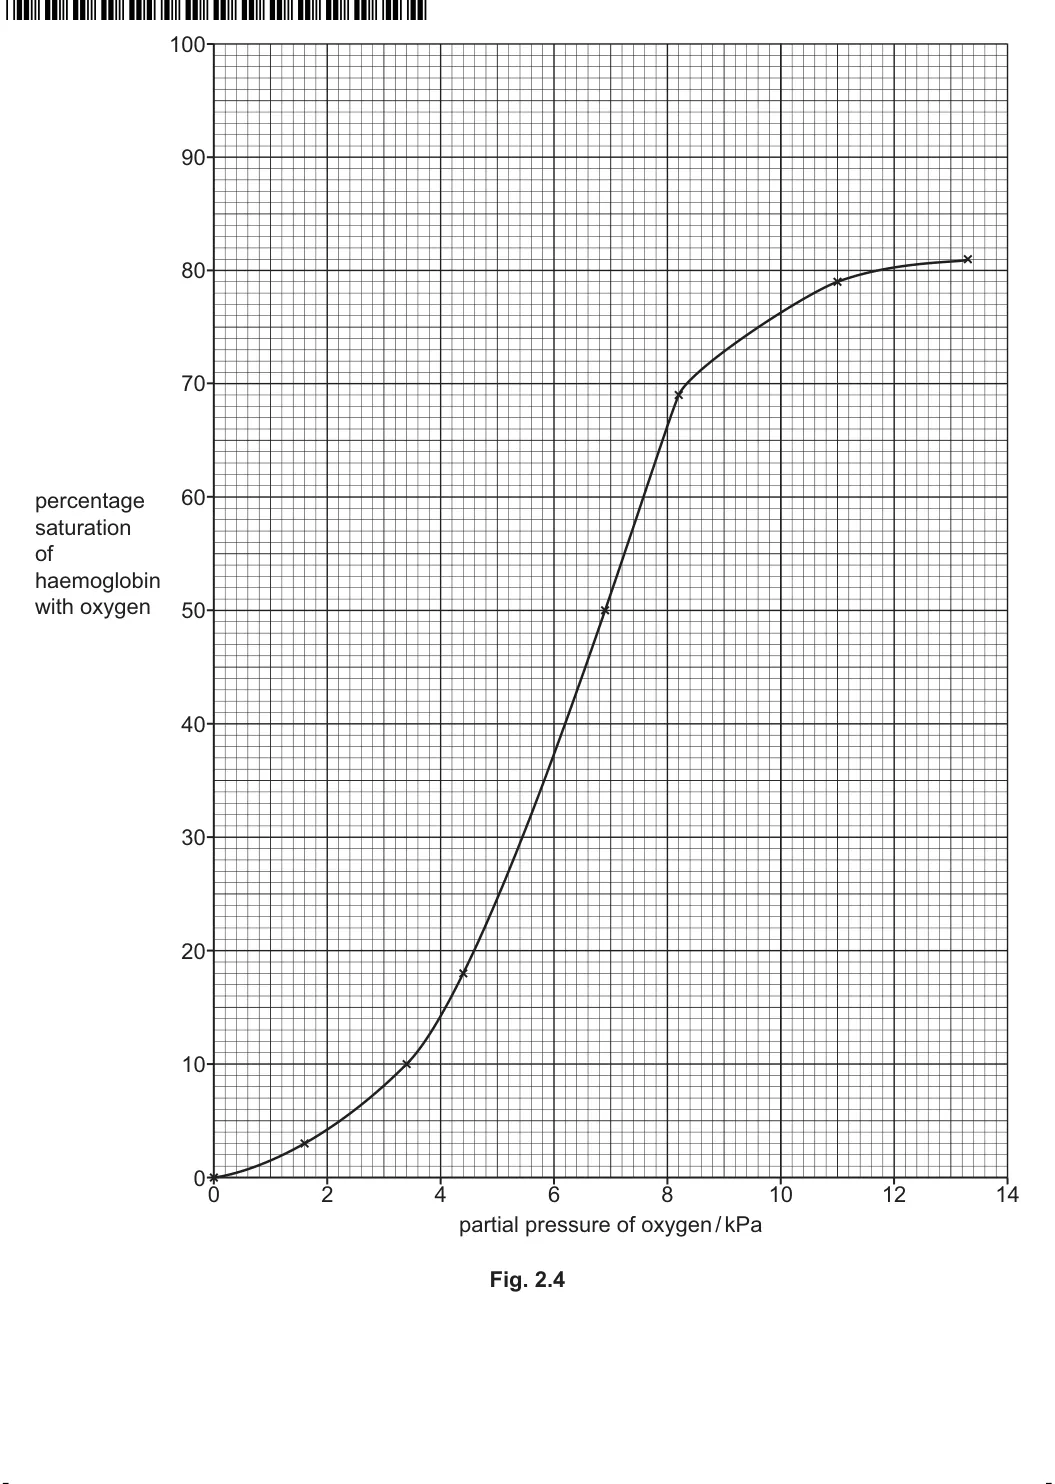 100
90
80
70
60
50
40
30
20
10
0
percentage
saturation
of
haemoglobin
with oxygen
0 2 4 6 8 10 12 14
partial pressure of oxygen / kPa
Fig. 2.4